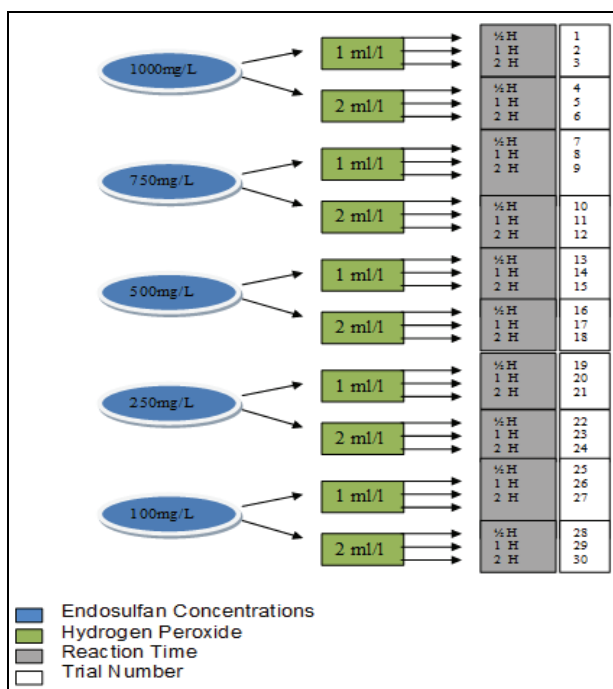 1000mg/L
1 ml/l
½ H 1
1 H 2
2 H 3
2 ml/l
½ H 4
1 H 5
2 H 6
750mg/L
1 ml/l
½ H 7
1 H 8
2 H 9
2 ml/l
½ H 10
1 H 11
2 H 12
500mg/L
1 ml/l
½ H 13
1 H 14
2 H 15
2 ml/l
½ H 16
1 H 17
2 H 18
250mg/L
1 ml/l
½ H 19
1 H 20
2 H 21
2 ml/l
½ H 22
1 H 23
2 H 24
100mg/L
1 ml/l
½ H 25
1 H 26
2 H 27
2 ml/l
½ H 28
1 H 29
2 H 30
Endosulfan Concentrations
Hydrogen Peroxide
Reaction Time
Trial Number